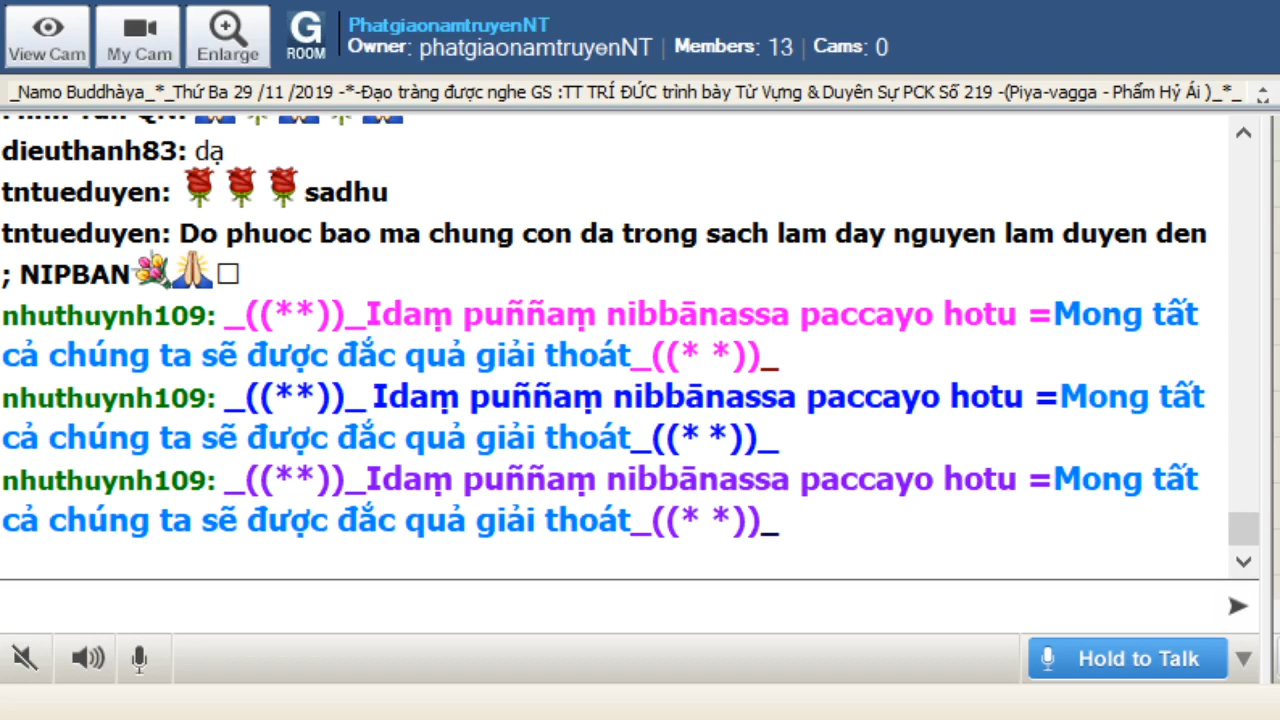 View Cam
My Cam
Enlarge
G
ROOM
PhatgiaonamtruyenNT
Owner: phatgiaonamtruyenNT | Members: 13 | Cams: 0
_Namo Buddhàya_*_Thứ Ba 29 /11 /2019 -*-Đạo tràng được nghe GS :TT TRÍ ĐỨC trình bày Từ Vựng & Duyên Sự PCK Số 219 -(Piya-vagga - Phẩm Hỷ Ái )_*_
dieuthanh83: dạ
tntueduyen: sadhu
tntueduyen: Do phuoc bao ma chung con da trong sach lam day nguyen lam duyen den
; NIPBAN
nhuthuynh109: _((**))_Idaṃ puññaṃ nibbānassa paccayo hotu =Mong tất
cả chúng ta sẽ được đắc quả giải thoát_((* *))_
nhuthuynh109: _((**))_ Idaṃ puññaṃ nibbānassa paccayo hotu =Mong tất
cả chúng ta sẽ được đắc quả giải thoát_((* *))_
nhuthuynh109: _((**))_Idaṃ puññaṃ nibbānassa paccayo hotu =Mong tất
cả chúng ta sẽ được đắc quả giải thoát_((* *))_
Hold to Talk